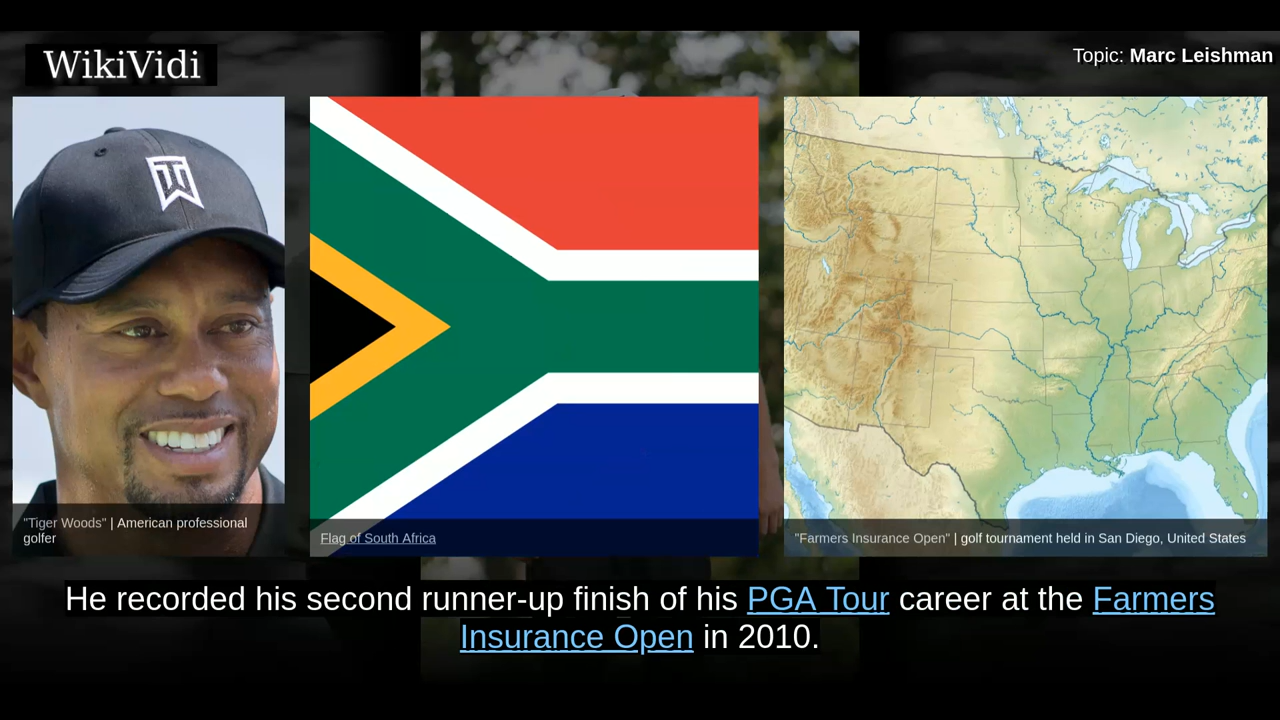 WikiVidi
Topic: Marc Leishman
TW
"Tiger Woods" | American professional
golfer
Flag of South Africa
"Farmers Insurance Open" | golf tournament held in San Diego, United States
He recorded his second runner-up finish of his PGA Tour career at the Farmers
Insurance Open in 2010.